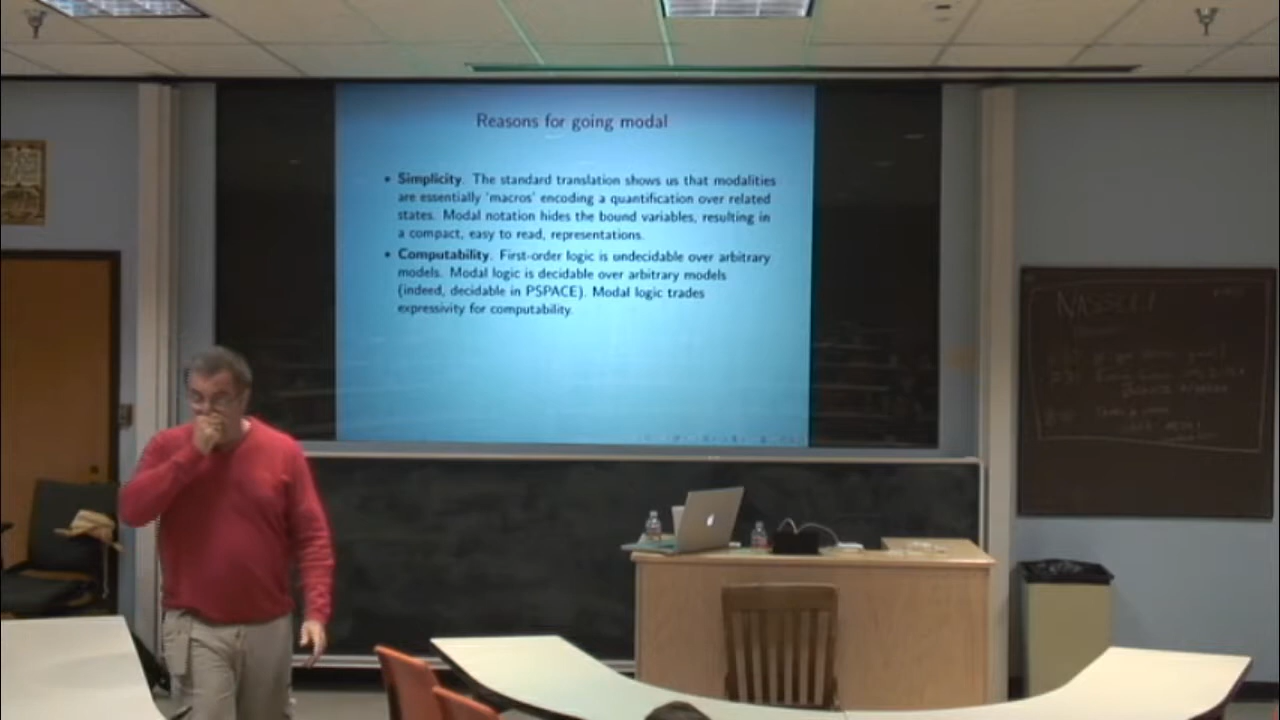 Reasons for going modal
• Simplicity. The standard translation shows us that modalities
are essentially 'macros' encoding a quantification over related
states. Modal notation hides the bound variables, resulting in
a compact, easy to read, representations.
• Computability. First-order logic is undecidable over arbitrary
models. Modal logic is decidable over arbitrary models
(indeed, decidable in PSPACE). Modal logic trades
expressivity for computability.
NASSLLI